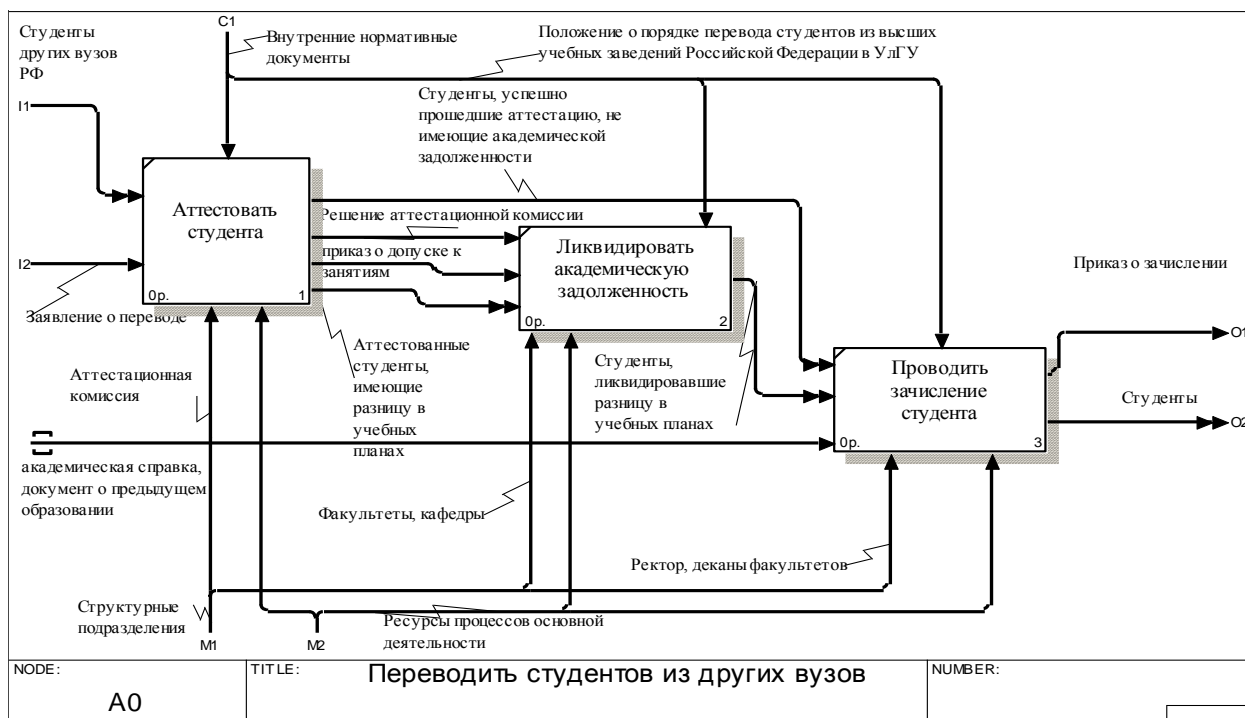 C1
Студенты
других вузов
РФ
Внутренние нормативные
документы
Положение о порядке перевода студентов из высших
учебных заведений Российской Федерации в УлГУ
I1
Студенты, успешно
прошедшие аттестацию, не
имеющие академической
задолженности
Аттестовать
студента
0р.
1
Решение аттестационной комиссии
приказ о допуске к
занятиям
Ликвидировать
академическую
задолженность
0р.
2
I2
Заявление о переводе
Приказ о зачислении
O1
Аттестационная
комиссия
Аттестованные
студенты,
имеющие
разницу в
учебных
планах
Студенты,
ликвидировавшие
разницу в
учебных планах
Проводить
зачисление
студента
0р.
3
Студенты
O2
академическая справка,
документ о предыдущем
образовании
Факультеты, кафедры
Ректор, деканы факультетов
Структурные
подразделения
M1
M2
Ресурсы процессов основной
деятельности
NODE:
A0
TITLE:
Переводить студентов из других вузов
NUMBER: